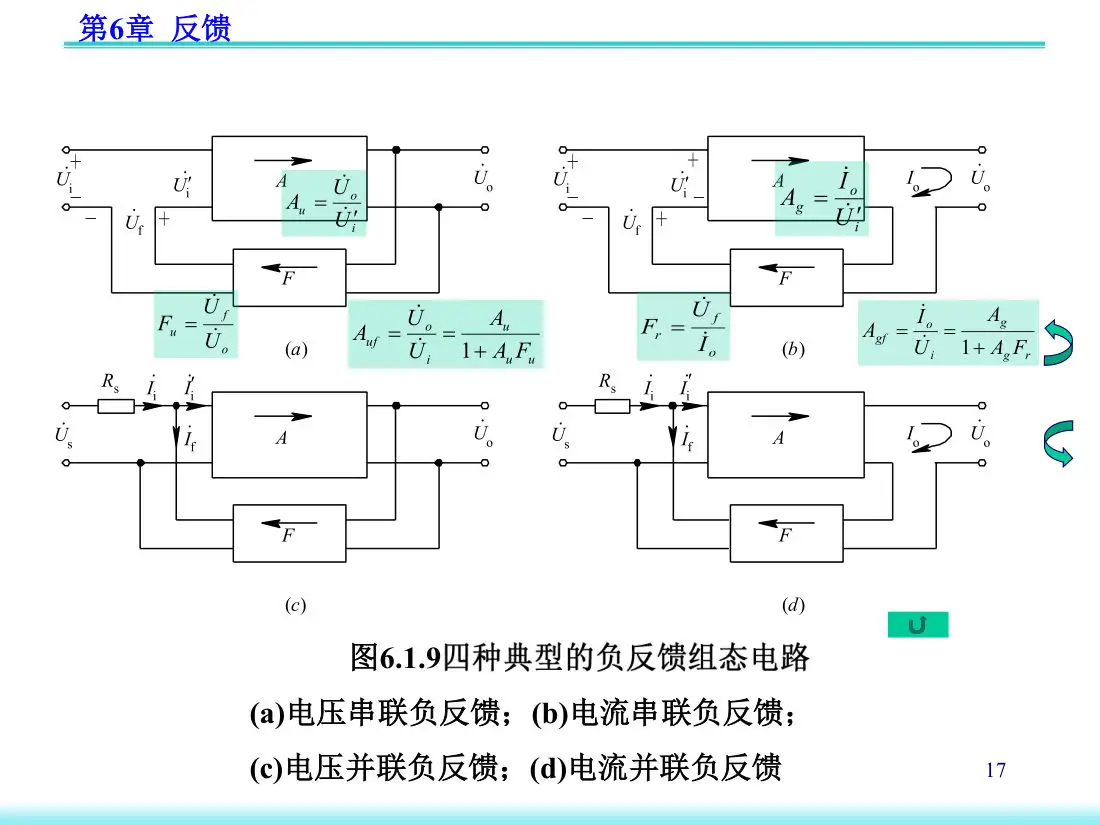 第6章 反馈
+ A U̇o
U̇i U̇i′ Au = U̇o / U̇i′
− − U̇f +
F
Fu = U̇f / U̇o
Auf = U̇o / U̇i = Au / (1 + AuFu)
(a)
+ + A İo U̇o
U̇i U̇i′ Ag = İo / U̇i′
− − U̇f + −
F
Fr = U̇f / İo
Agf = İo / U̇i = Ag / (1 + AgFr)
(b)
Rs İi İi′
U̇s İf A U̇o
F
(c)
Rs İi İi′
U̇s İf A İo U̇o
F
(d)
图6.1.9四种典型的负反馈组态电路
(a)电压串联负反馈；(b)电流串联负反馈；
(c)电压并联负反馈；(d)电流并联负反馈
17